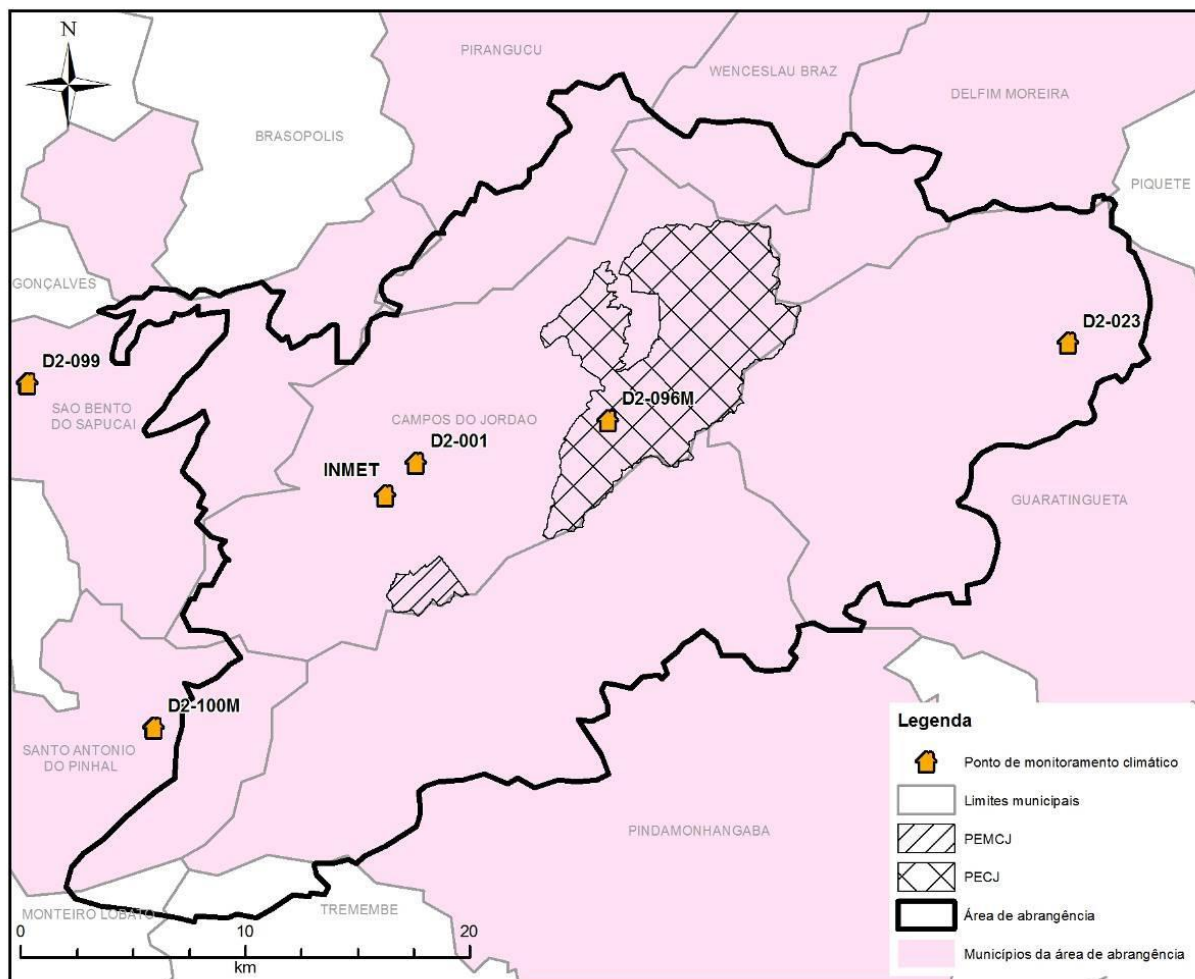 N
PIRANGUCU
WENCESLAU BRAZ
DELFIM MOREIRA
BRASOPOLIS
PIQUETE
GONÇALVES
D2-023
D2-099
SAO BENTO
DO SAPUCAI
D2-096M
CAMPOS DO JORDAO
D2-001
INMET
GUARATINGUETA
D2-100M
SANTO ANTONIO
DO PINHAL
PINDAMONHANGABA
MONTEIRO LOBATO
TREMEMBE
0 10 20
km
Legenda
Ponto de monitoramento climático
Limites municipais
PEMCJ
PECJ
Área de abrangência
Municípios da área de abrangência